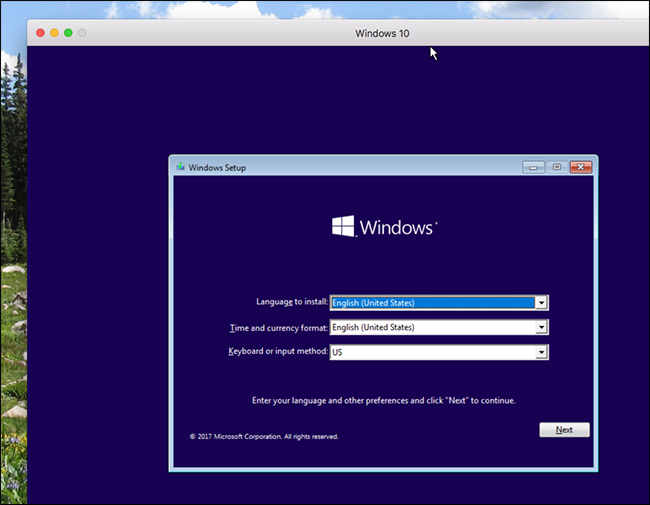 Windows 10
Windows Setup
Windows
Language to install: English (United States)
Time and currency format: English (United States)
Keyboard or input method: US
Enter your language and other preferences and click "Next" to continue.
Next
© 2017 Microsoft Corporation. All rights reserved.